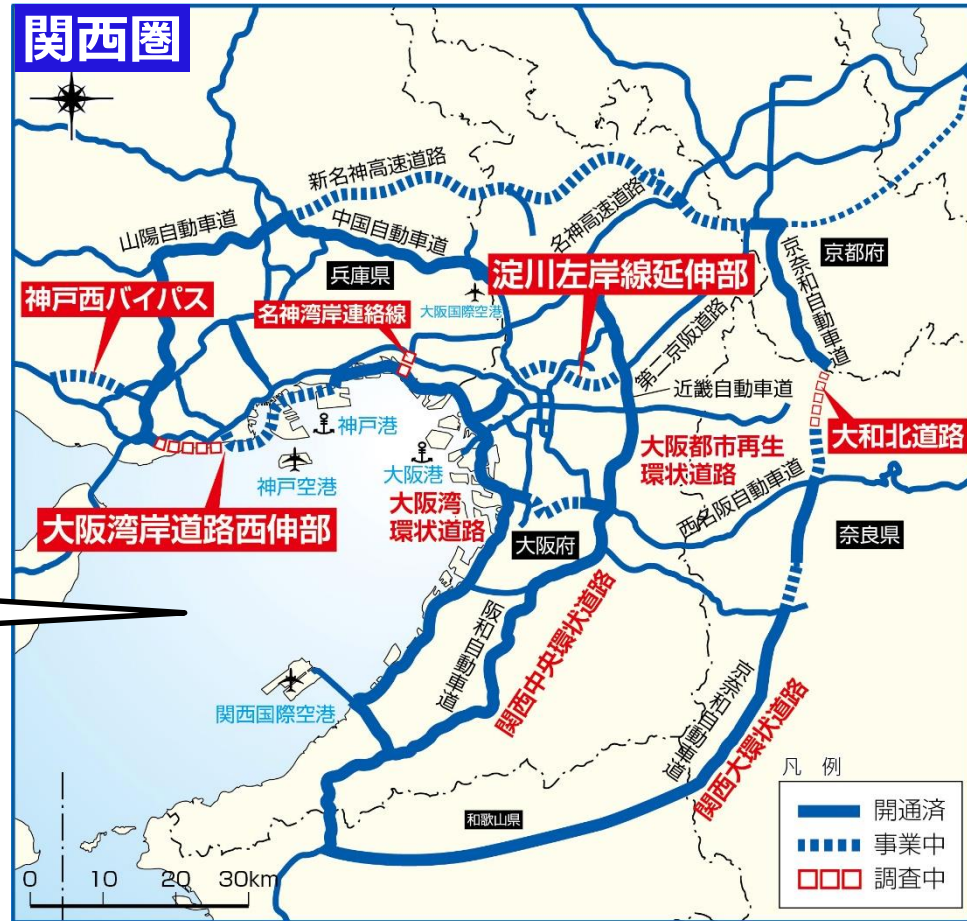 関西圏
新名神高速道路
山陽自動車道
中国自動車道
名神高速道路
兵庫県
京都府
神戸西バイパス
名神湾岸連絡線
大阪国際空港
淀川左岸線延伸部
京奈和自動車道
第二京阪道路
近畿自動車道
大和北道路
神戸港
神戸空港
大阪港
大阪湾
環状道路
大阪都市再生
環状道路
西名阪自動車道
大阪湾岸道路西伸部
大阪府
奈良県
阪和自動車道
関西中央環状道路
関西国際空港
京奈和自動車道
関西大環状道路
和歌山県
凡 例
開通済
事業中
調査中
0 10 20 30km